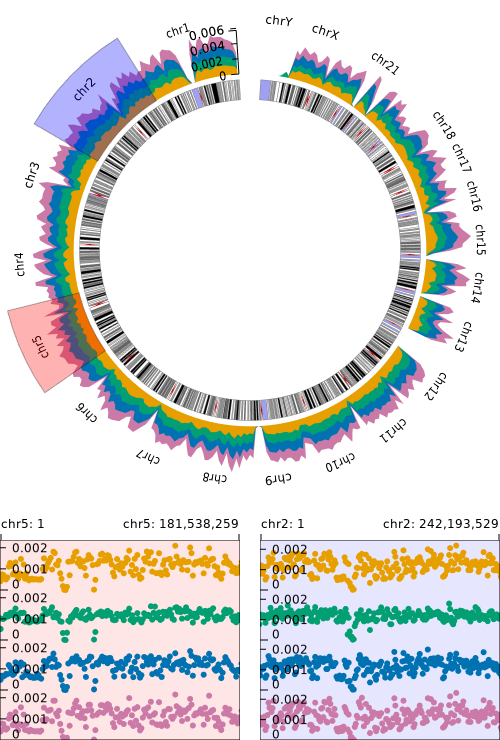 chrY
chrX
chr1
0.006
0.004
0.002
0
chr21
chr2
chr18
chr17
chr3
chr16
chr15
chr4
chr14
chr5
chr13
chr12
chr6
chr11
chr7
chr10
chr8
chr9
chr5: 1
chr5: 181,538,259
chr2: 1
chr2: 242,193,529
0.002
0.001
0
0.002
0.001
0
0.002
0.001
0
0.002
0.001
0
0.002
0.001
0
0.002
0.001
0
0.002
0.001
0
0.002
0.001
0